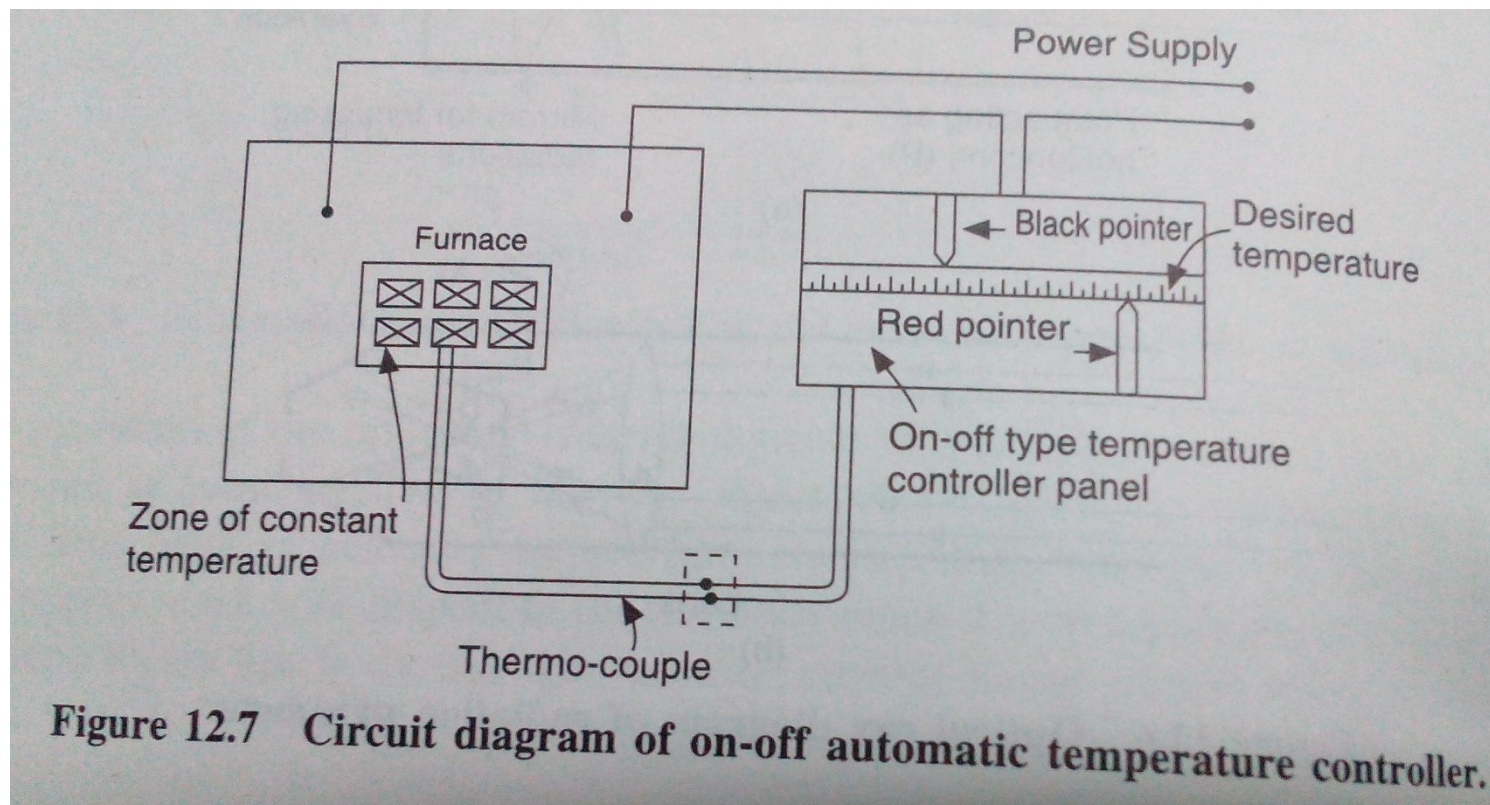 Power Supply
Furnace
Black pointer
Desired
temperature
Red pointer
On-off type temperature
controller panel
Zone of constant
temperature
Thermo-couple
Figure 12.7 Circuit diagram of on-off automatic temperature controller.